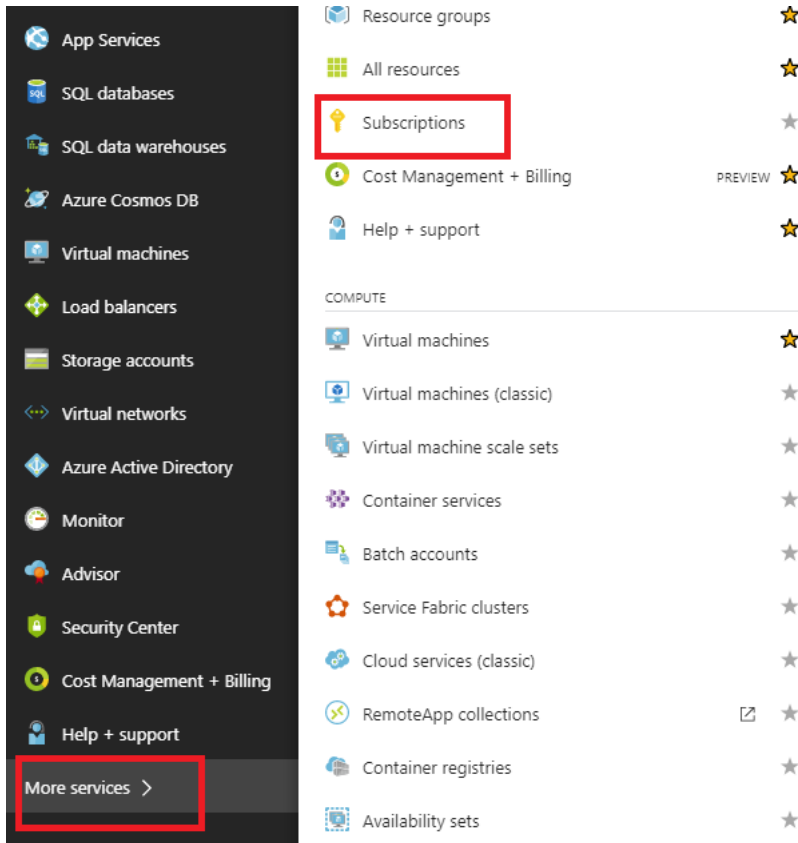 App Services
SQL databases
SQL data warehouses
Azure Cosmos DB
Virtual machines
Load balancers
Storage accounts
Virtual networks
Azure Active Directory
Monitor
Advisor
Security Center
Cost Management + Billing
Help + support
More services
Resource groups
All resources
Subscriptions
Cost Management + Billing PREVIEW
Help + support
COMPUTE
Virtual machines
Virtual machines (classic)
Virtual machine scale sets
Container services
Batch accounts
Service Fabric clusters
Cloud services (classic)
RemoteApp collections
Container registries
Availability sets